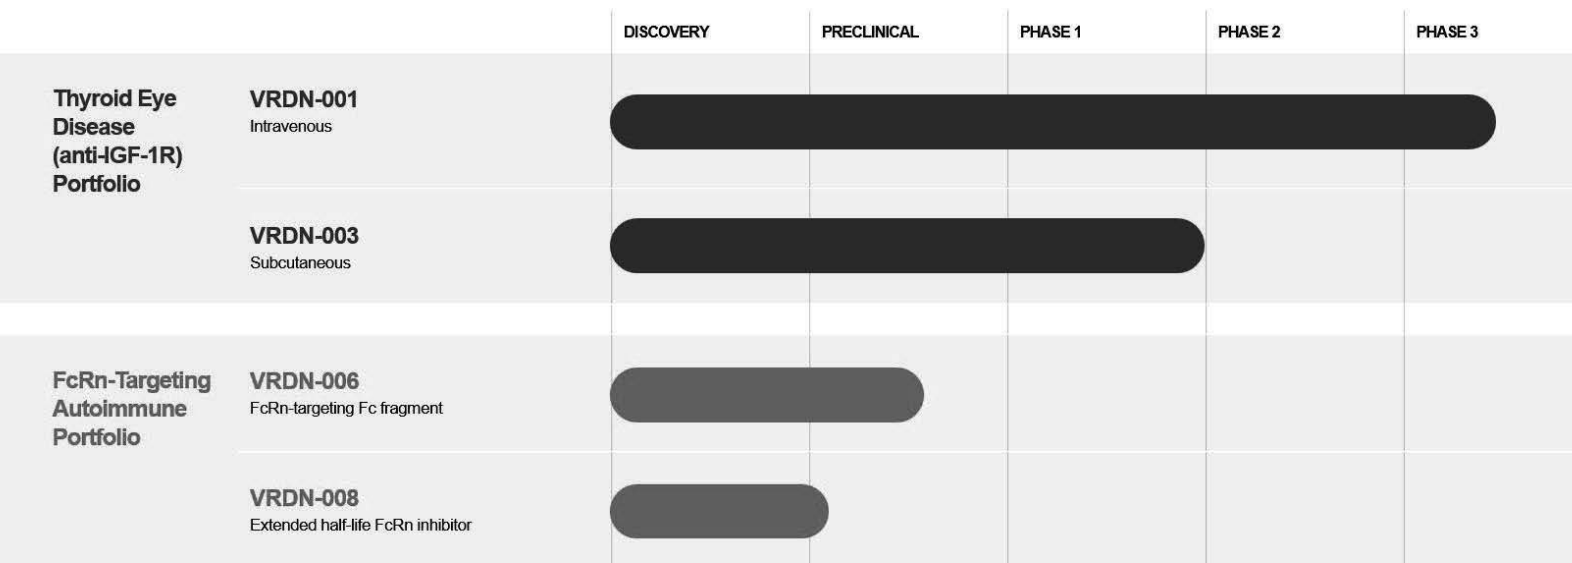 DISCOVERY PRECLINICAL PHASE 1 PHASE 2 PHASE 3
Thyroid Eye
Disease
(anti-IGF-1R)
Portfolio
VRDN-001
Intravenous
VRDN-003
Subcutaneous
FcRn-Targeting
Autoimmune
Portfolio
VRDN-006
FcRn-targeting Fc fragment
VRDN-008
Extended half-life FcRn inhibitor